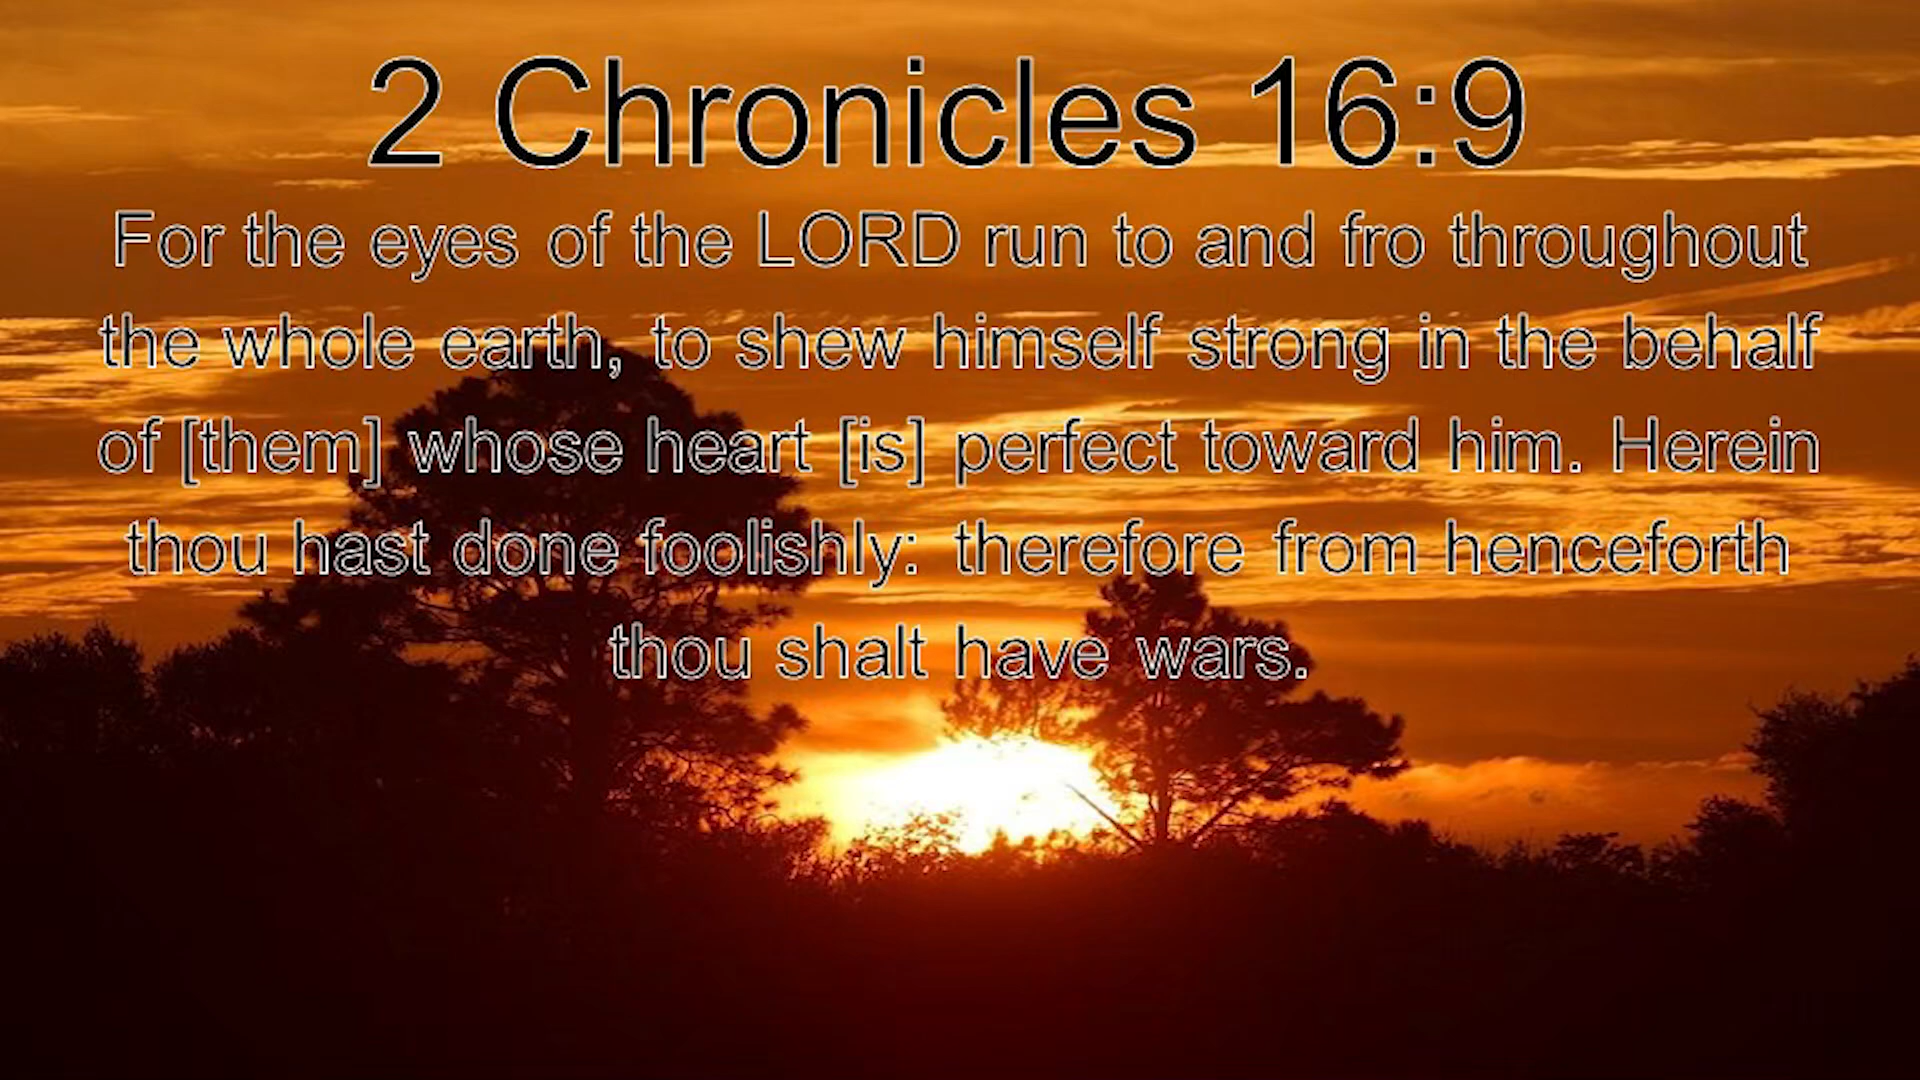 2 Chronicles 16:9
For the eyes of the LORD run to and fro throughout
the whole earth, to shew himself strong in the behalf
of [them] whose heart [is] perfect toward him. Herein
thou hast done foolishly: therefore from henceforth
thou shalt have wars.